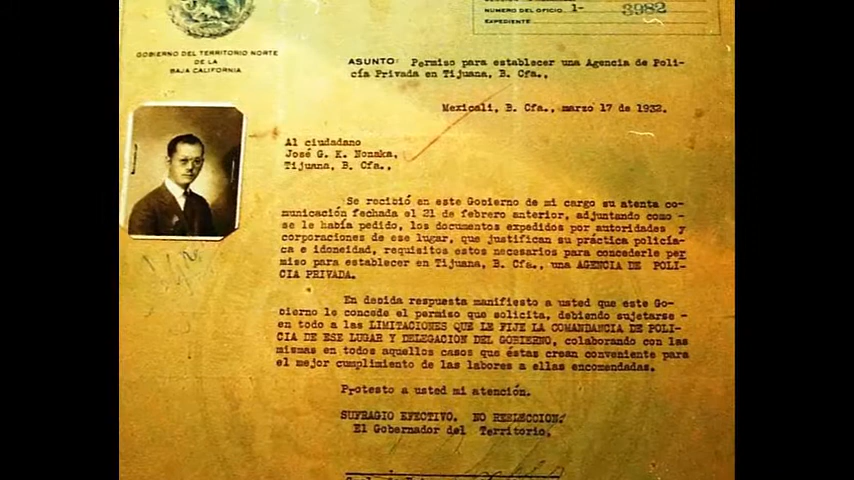 NUMERO DEL OFICIO 1- 3982
EXPEDIENTE
GOBIERNO DEL TERRITORIO NORTE
DE LA
BAJA CALIFORNIA
ASUNTO: Permiso para establecer una Agencia de Poli-
cía Privada en Tijuana, B. Cfa.,
Mexicali, B. Cfa., marzo 17 de 1932.
Al ciudadano
José G. K. Nonaka,
Tijuana, B. Cfa.,
Se recibió en este Gobierno de mi cargo su atenta co-
municación fechada el 21 de febrero anterior, adjuntando como -
se le había pedido, los documentos expedidos por autoridades y
corporaciones de ese lugar, que justifican su práctica policía-
ca e idoneidad, requisitos estos necesarios para concederle per
miso para establecer en Tijuana, B. Cfa., una AGENCIA DE POLI-
CIA PRIVADA.
En debida respuesta manifiesto a usted que este Go-
bierno le concede el permiso que solicita, debiendo sujetarse -
en todo a las LIMITACIONES QUE LE FIJE LA COMANDANCIA DE POLI-
CIA DE ESE LUGAR Y DELEGACION DEL GOBIERNO, colaborando con las
mismas en todos aquellos casos que éstas crean conveniente para
el mejor cumplimiento de las labores a ellas encomendadas.
Protesto a usted mi atención.
SUFRAGIO EFECTIVO. NO REELECCION.
El Gobernador del Territorio,